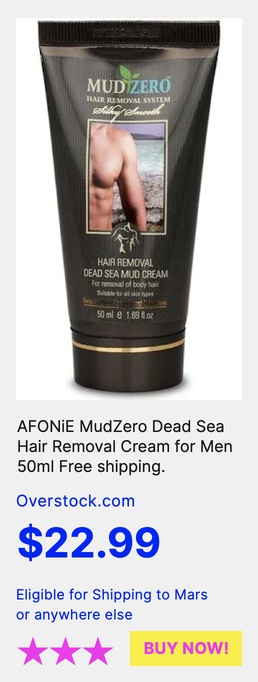 MUDZERO
HAIR REMOVAL SYSTEM
Silky Smooth
HAIR REMOVAL
DEAD SEA MUD CREAM
For removal of body hair
Suitable for all skin types
50 ml e 1.69 fl.oz
AFONiE MudZero Dead Sea
Hair Removal Cream for Men
50ml Free shipping.
Overstock.com
$22.99
Eligible for Shipping to Mars
or anywhere else
BUY NOW!